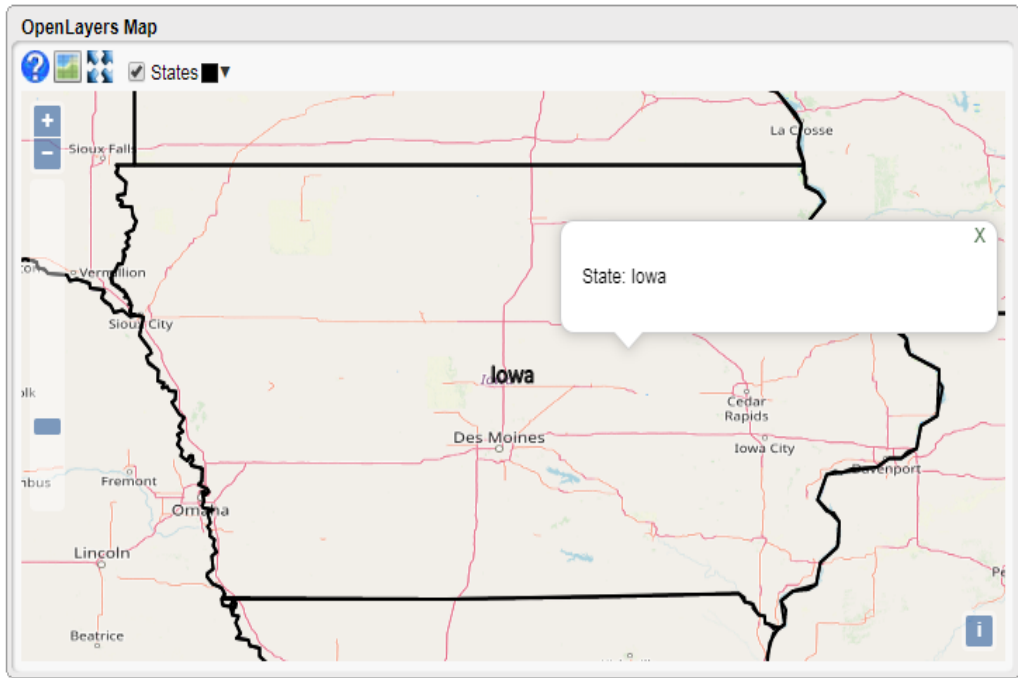 OpenLayers Map
States
+
La Crosse
−
Sioux Falls
X
Vermillion
State: Iowa
Sioux City
Iowa
Cedar
Rapids
Des Moines
Iowa City
Davenport
Fremont
Omaha
Lincoln
i
Beatrice